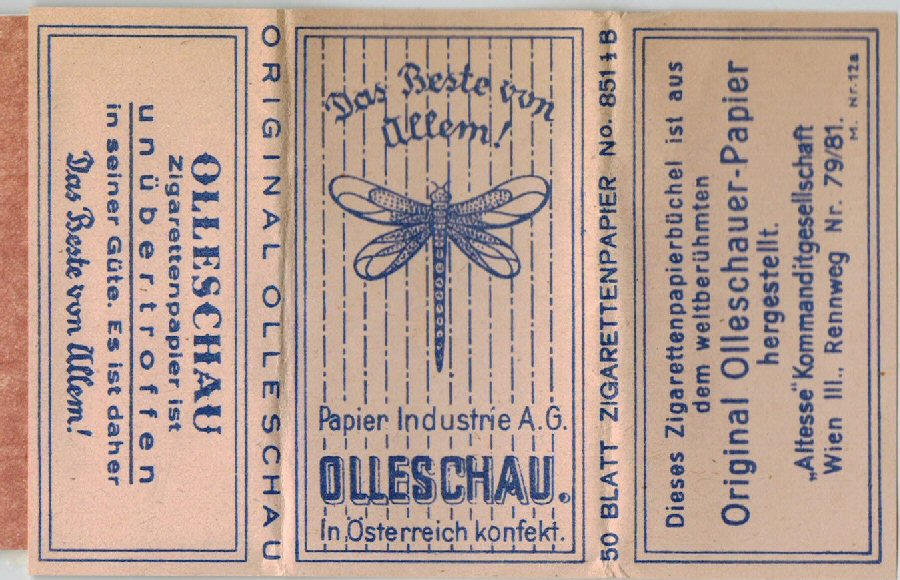 OLLESCHAU
Zigarettenpapier ist
unübertroffen
in seiner Güte. Es ist daher
Das Beste von Allem!
ORIGINAL OLLESCHAU
Das Beste von
Allem!
Papier Industrie A.G.
OLLESCHAU.
In Österreich konfekt.
50 BLATT ZIGARETTENPAPIER No. 851½ B
Dieses Zigarettenpapierbüchel ist aus
dem weltberühmten
Original Olleschauer-Papier
hergestellt.
„Altesse" Kommanditgesellschaft
Wien III., Rennweg Nr. 79/81.
M. Nr. 12a